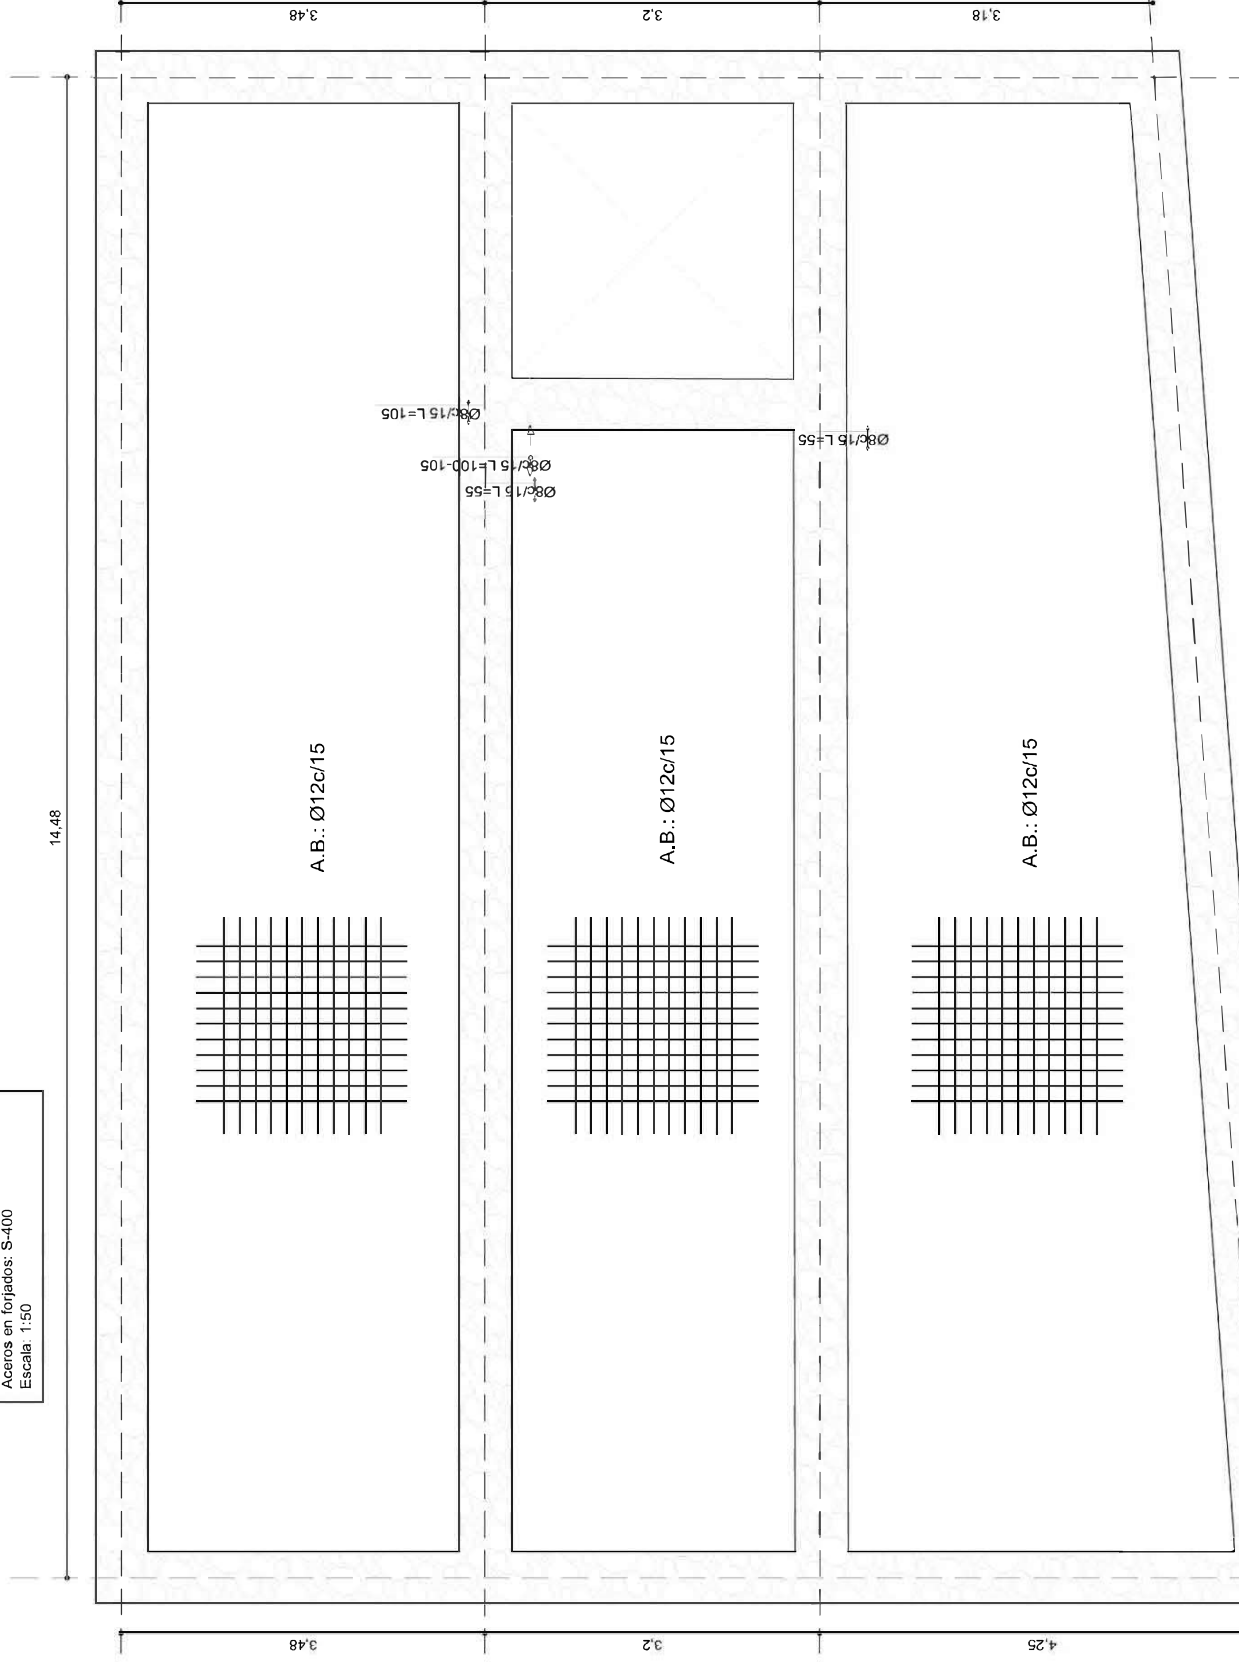 3,48
3,2
3,18
14,48
Ø8c/15 L=105
Ø8c/15 L=100-105
Ø8c/15 L=55
Ø8c/15 L=55
A.B.: Ø12c/15
A.B.: Ø12c/15
A.B.: Ø12c/15
Aceros en forjados: S-400
Escala: 1:50
3,48
3,2
4,25